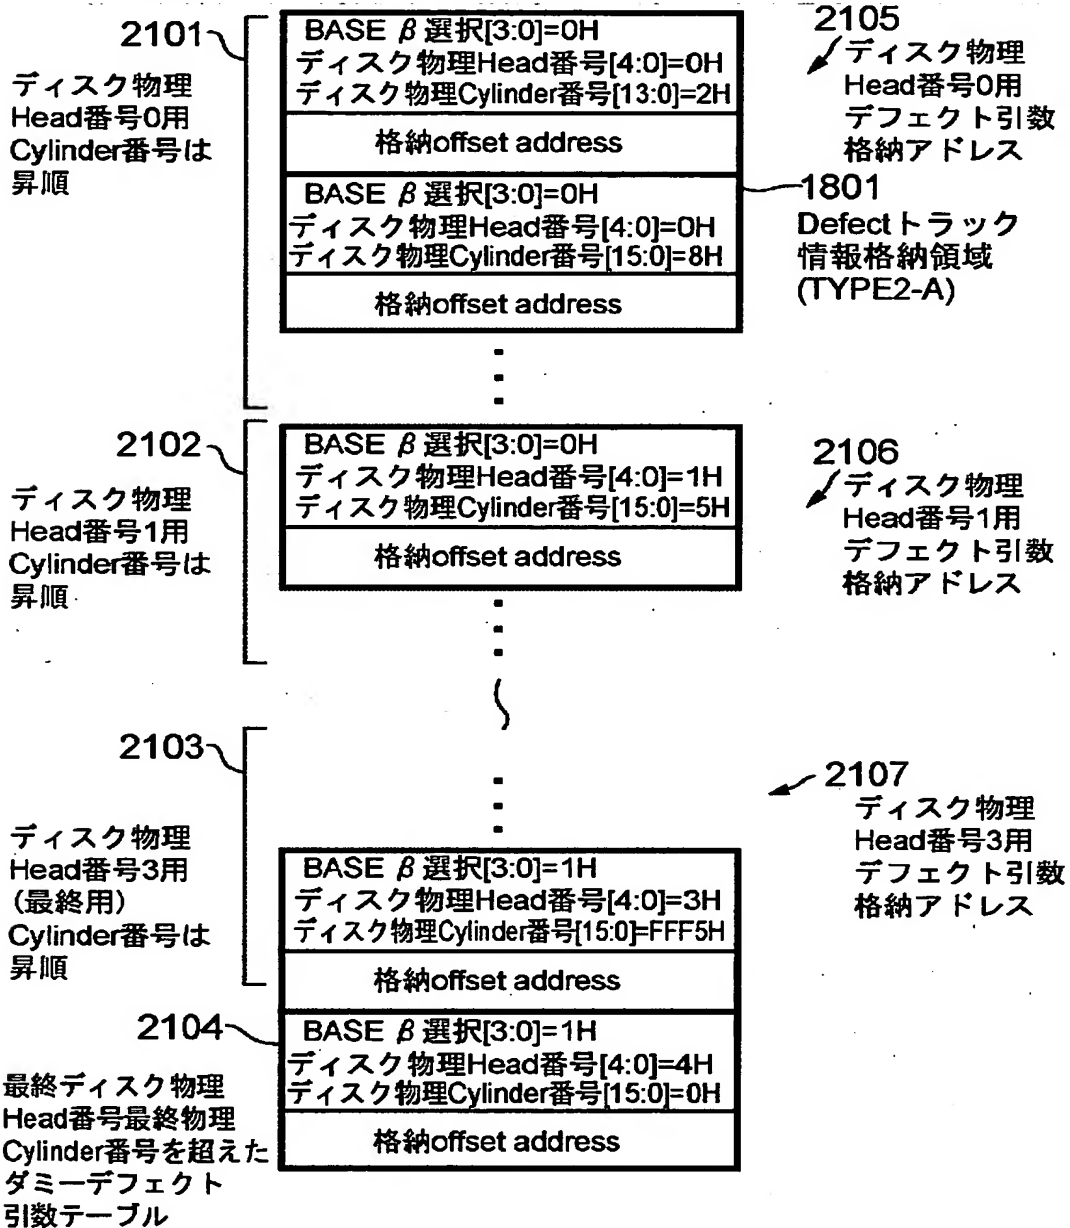 2101
ディスク物理
Head番号0用
Cylinder番号は
昇順
BASE β選択[3:0]=0H
ディスク物理Head番号[4:0]=0H
ディスク物理Cylinder番号[13:0]=2H
格納offset address
BASE β選択[3:0]=0H
ディスク物理Head番号[4:0]=0H
ディスク物理Cylinder番号[15:0]=8H
格納offset address
2105
ディスク物理
Head番号0用
デフェクト引数
格納アドレス
1801
Defectトラック
情報格納領域
(TYPE2-A)
2102
ディスク物理
Head番号1用
Cylinder番号は
昇順
BASE β選択[3:0]=0H
ディスク物理Head番号[4:0]=1H
ディスク物理Cylinder番号[15:0]=5H
格納offset address
2106
ディスク物理
Head番号1用
デフェクト引数
格納アドレス
2103
ディスク物理
Head番号3用
(最終用)
Cylinder番号は
昇順
BASE β選択[3:0]=1H
ディスク物理Head番号[4:0]=3H
ディスク物理Cylinder番号[15:0]=FFF5H
格納offset address
2107
ディスク物理
Head番号3用
デフェクト引数
格納アドレス
2104
最終ディスク物理
Head番号最終物理
Cylinder番号を超えた
ダミーデフェクト
引数テーブル
BASE β選択[3:0]=1H
ディスク物理Head番号[4:0]=4H
ディスク物理Cylinder番号[15:0]=0H
格納offset address